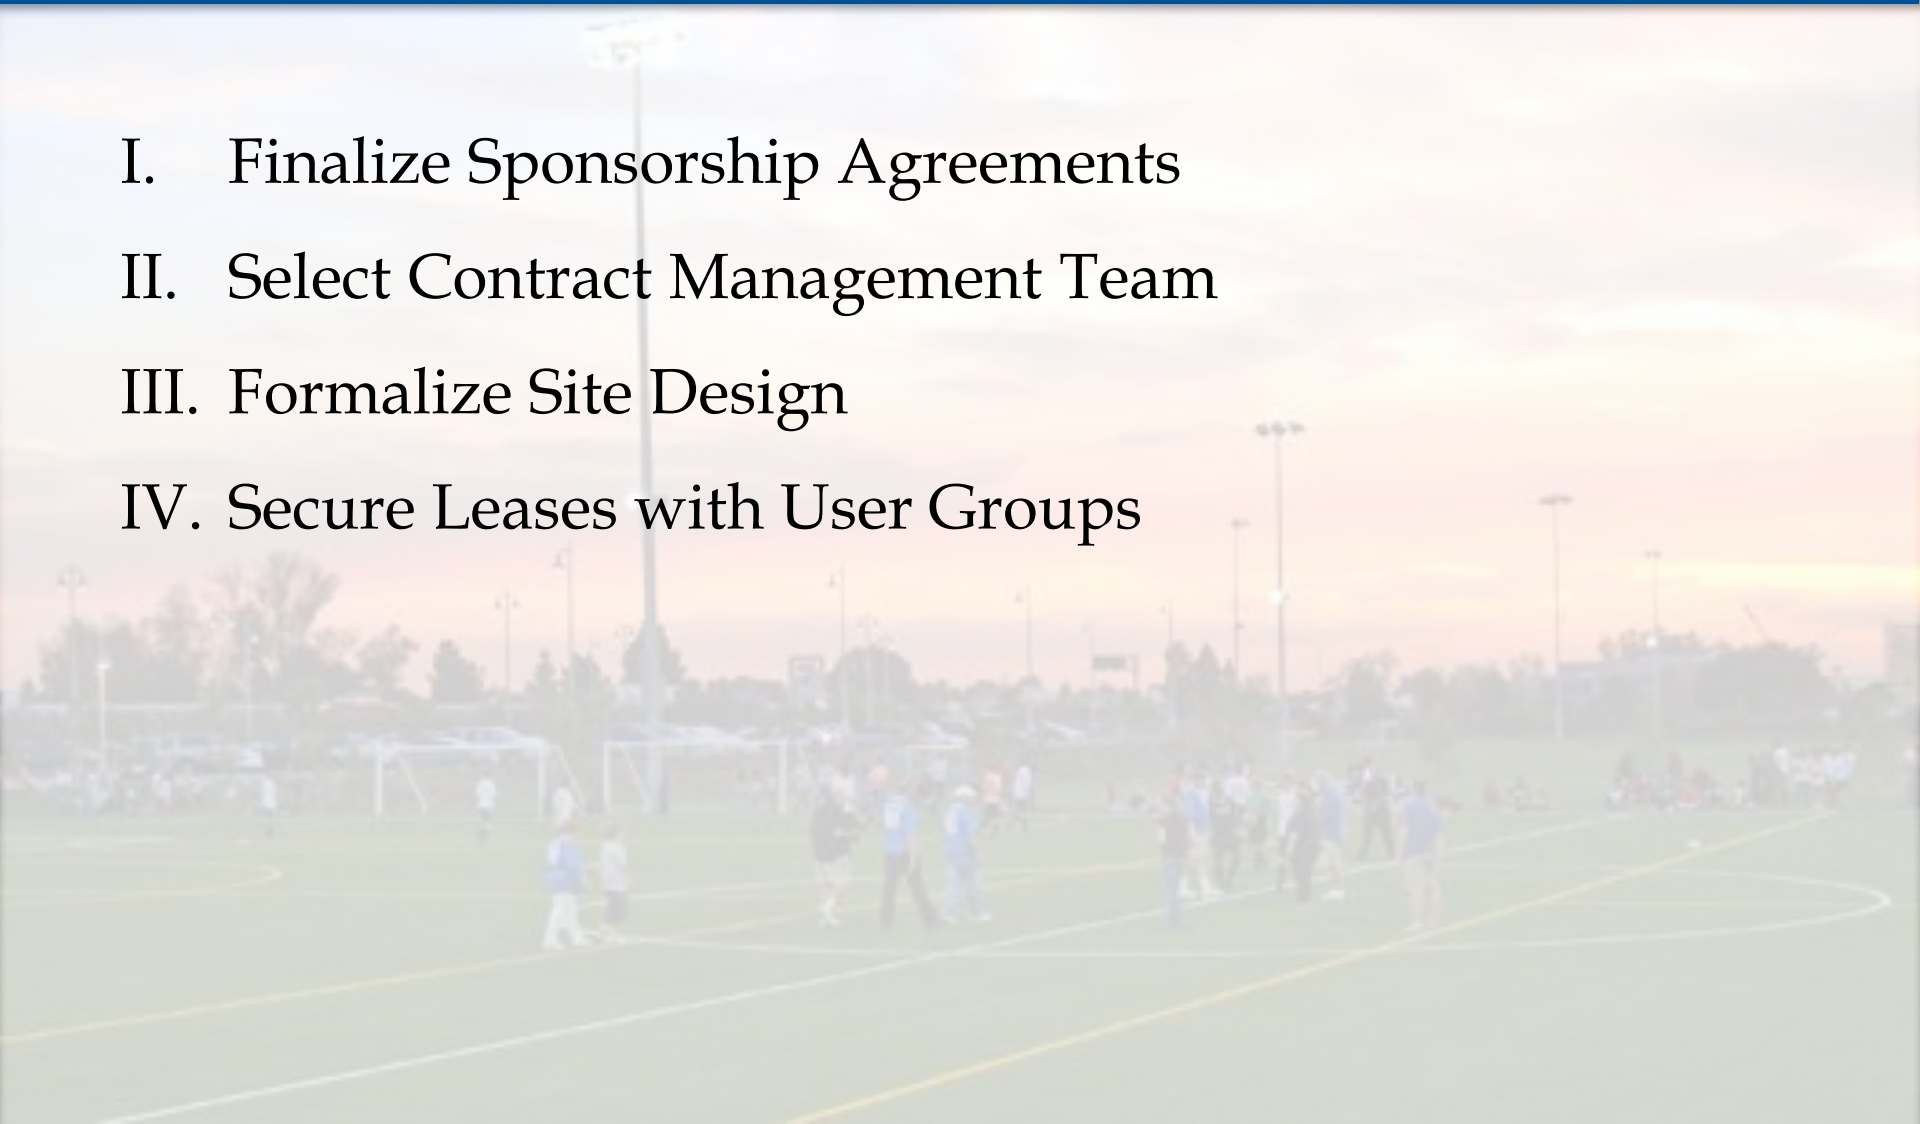 I. Finalize Sponsorship Agreements
II. Select Contract Management Team
III. Formalize Site Design
IV. Secure Leases with User Groups